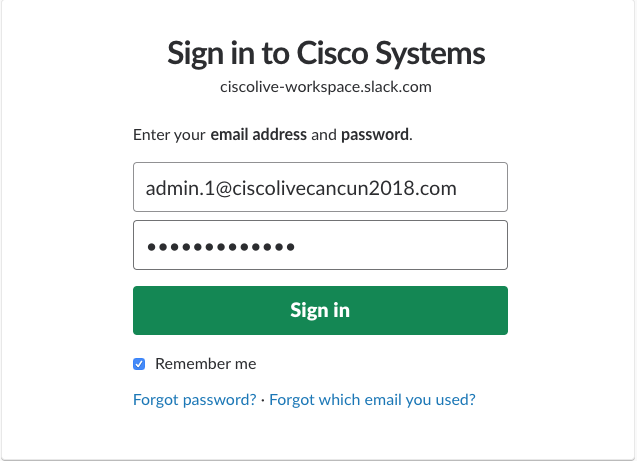 Sign in to Cisco Systems
ciscolive-workspace.slack.com
Enter your email address and password.
admin.1@ciscolivecancun2018.com
•••••••••••••
Sign in
Remember me
Forgot password? · Forgot which email you used?